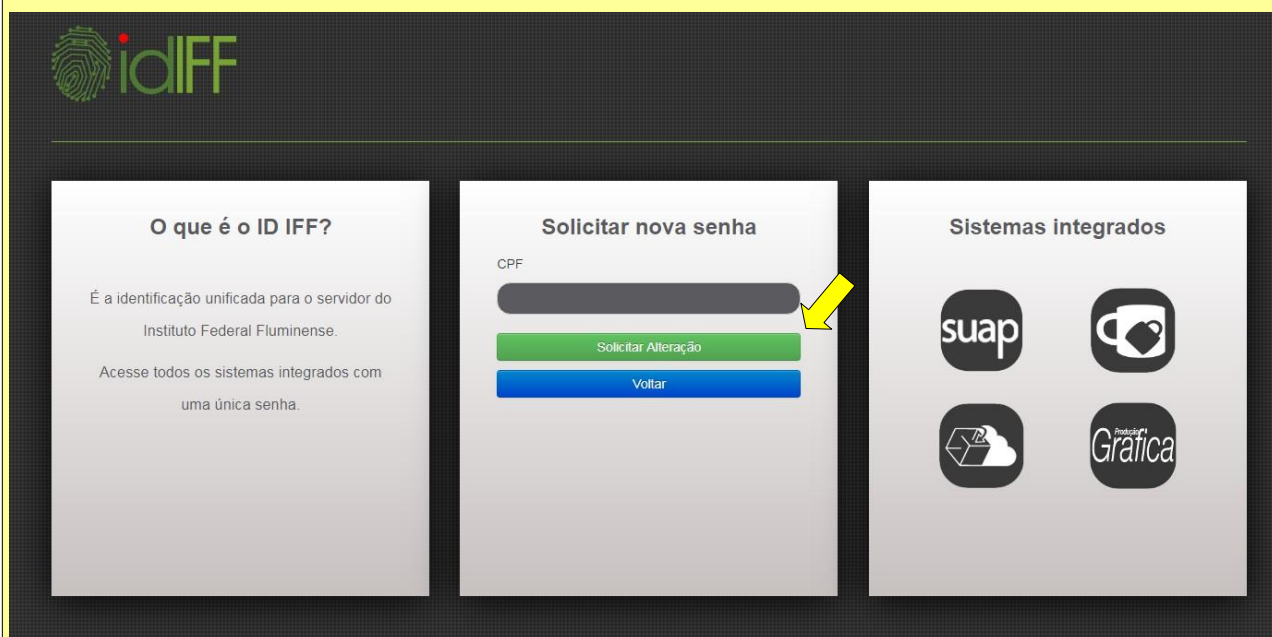 idIFF
O que é o ID IFF?
É a identificação unificada para o servidor do
Instituto Federal Fluminense.
Acesse todos os sistemas integrados com
uma única senha.
Solicitar nova senha
CPF
Solicitar Alteração
Voltar
Sistemas integrados
suap
Produção
Gráfica